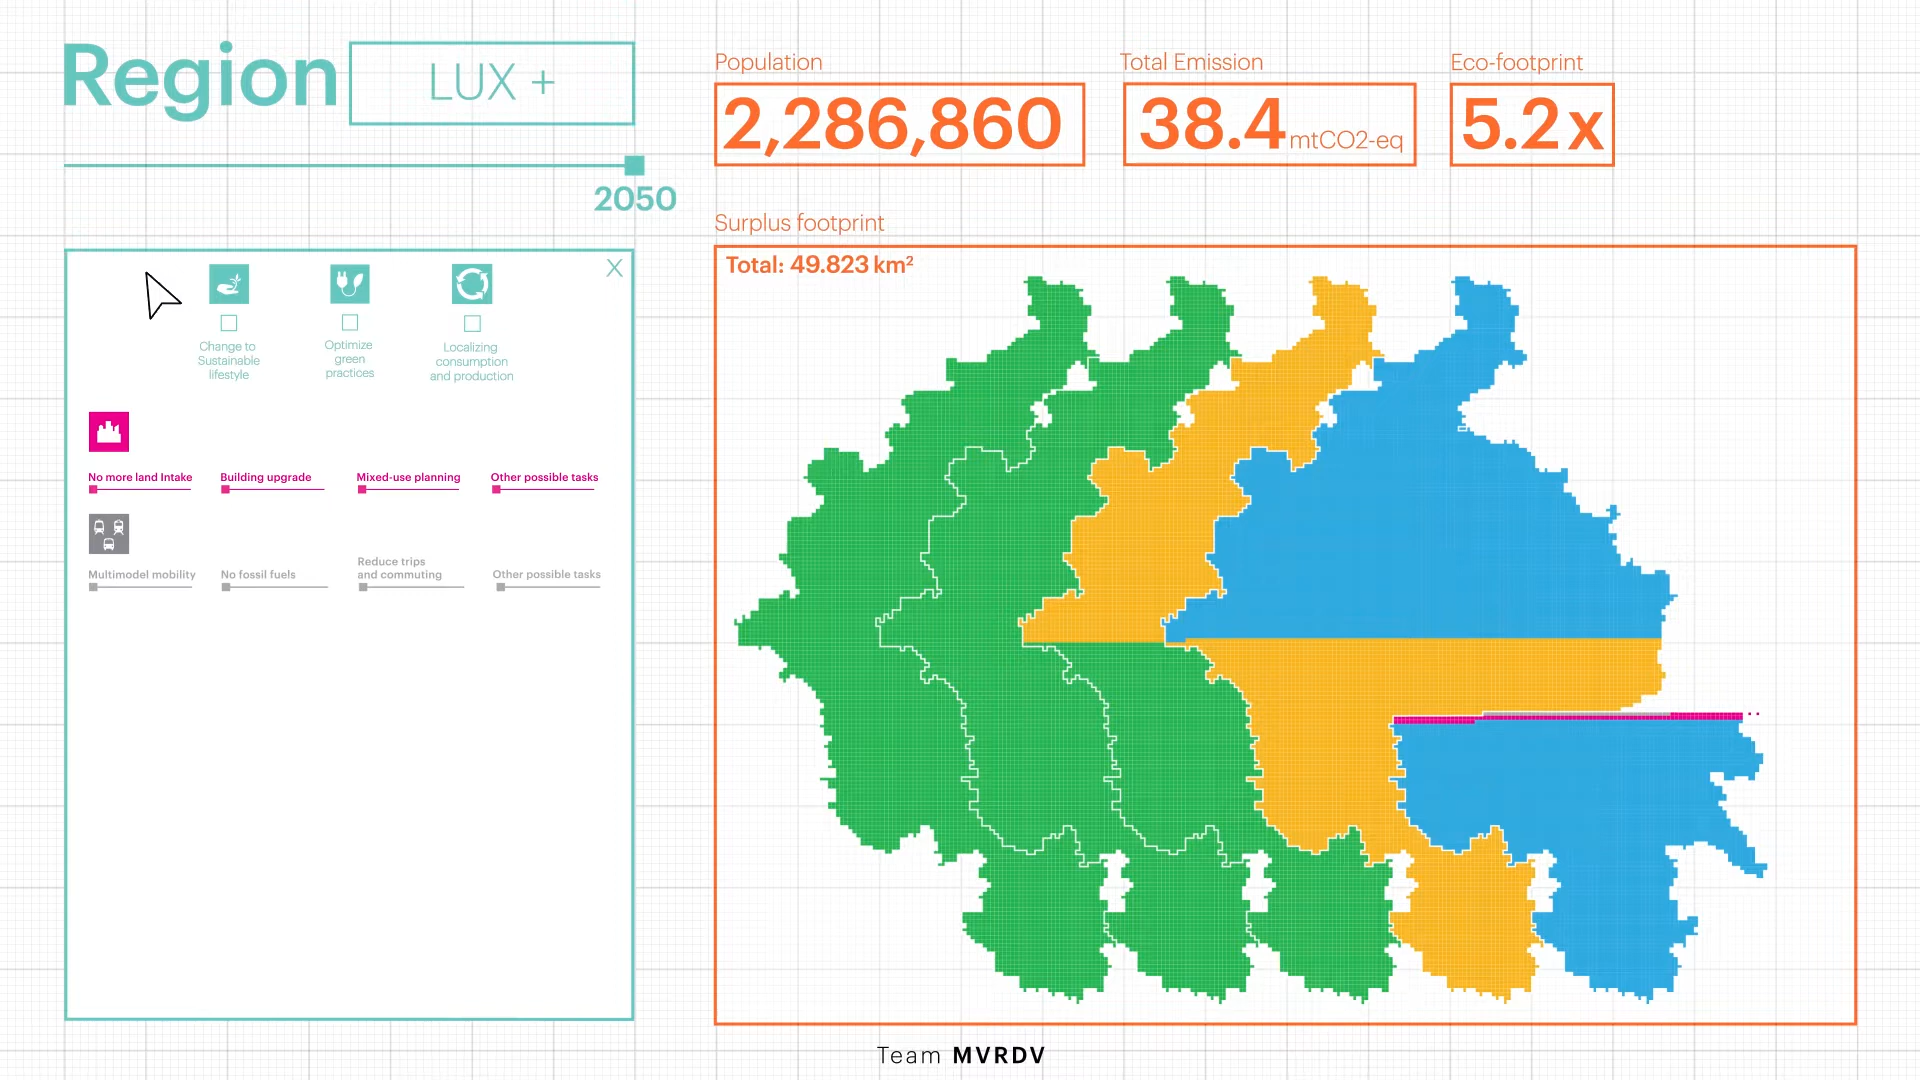 Region
LUX +
2050
Population
2,286,860
Total Emission
38.4 mtCO2-eq
Eco-footprint
5.2x
Surplus footprint
Total: 49.823 km²
X
Change to
Sustainable
lifestyle
Optimize
green
practices
Localizing
consumption
and production
No more land Intake
Building upgrade
Mixed-use planning
Other possible tasks
Multimodel mobility
No fossil fuels
Reduce trips
and commuting
Other possible tasks
Team MVRDV